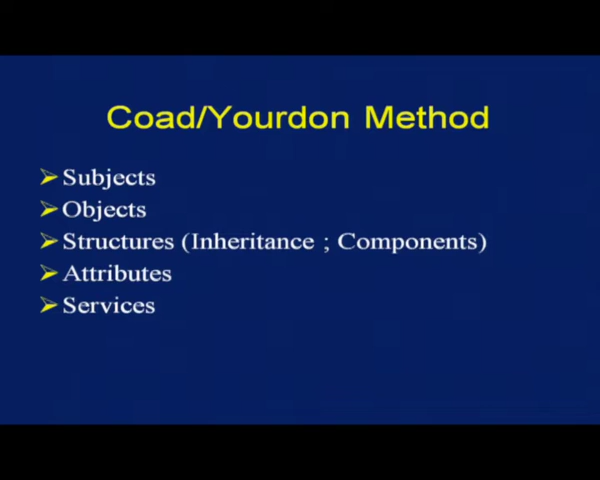 Coad/Yourdon Method
➢Subjects
➢Objects
➢Structures (Inheritance ; Components)
➢Attributes
➢Services